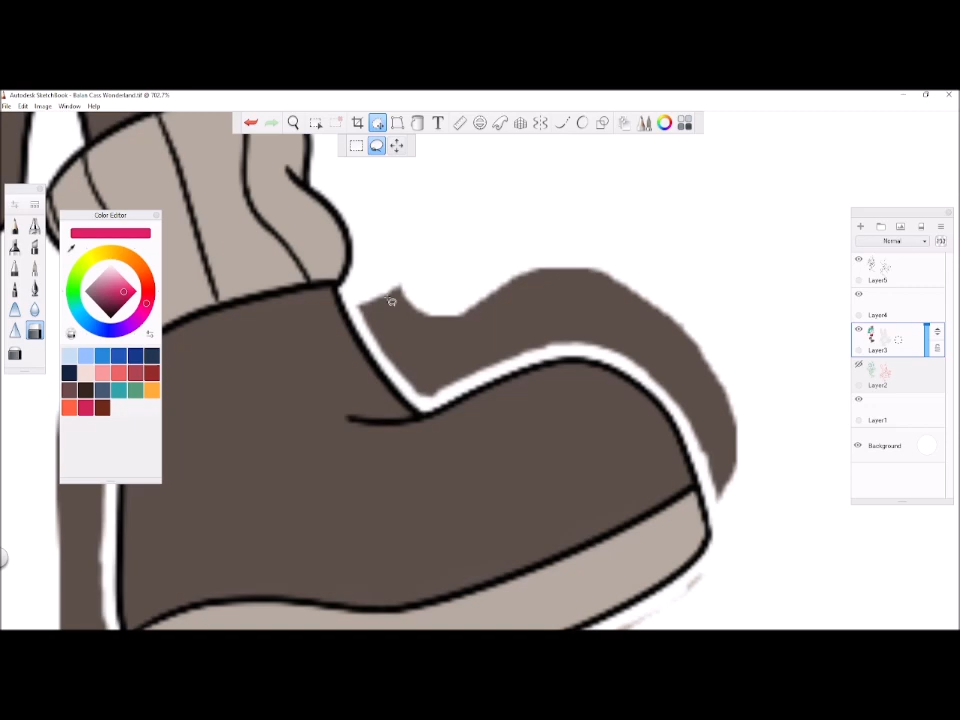 Autodesk SketchBook - Balan Cass Wonderland.tif @ 702.7%
File Edit Image Window Help
T
Color Editor
Normal
Layer5
Layer4
Layer3
Layer2
Layer1
Background